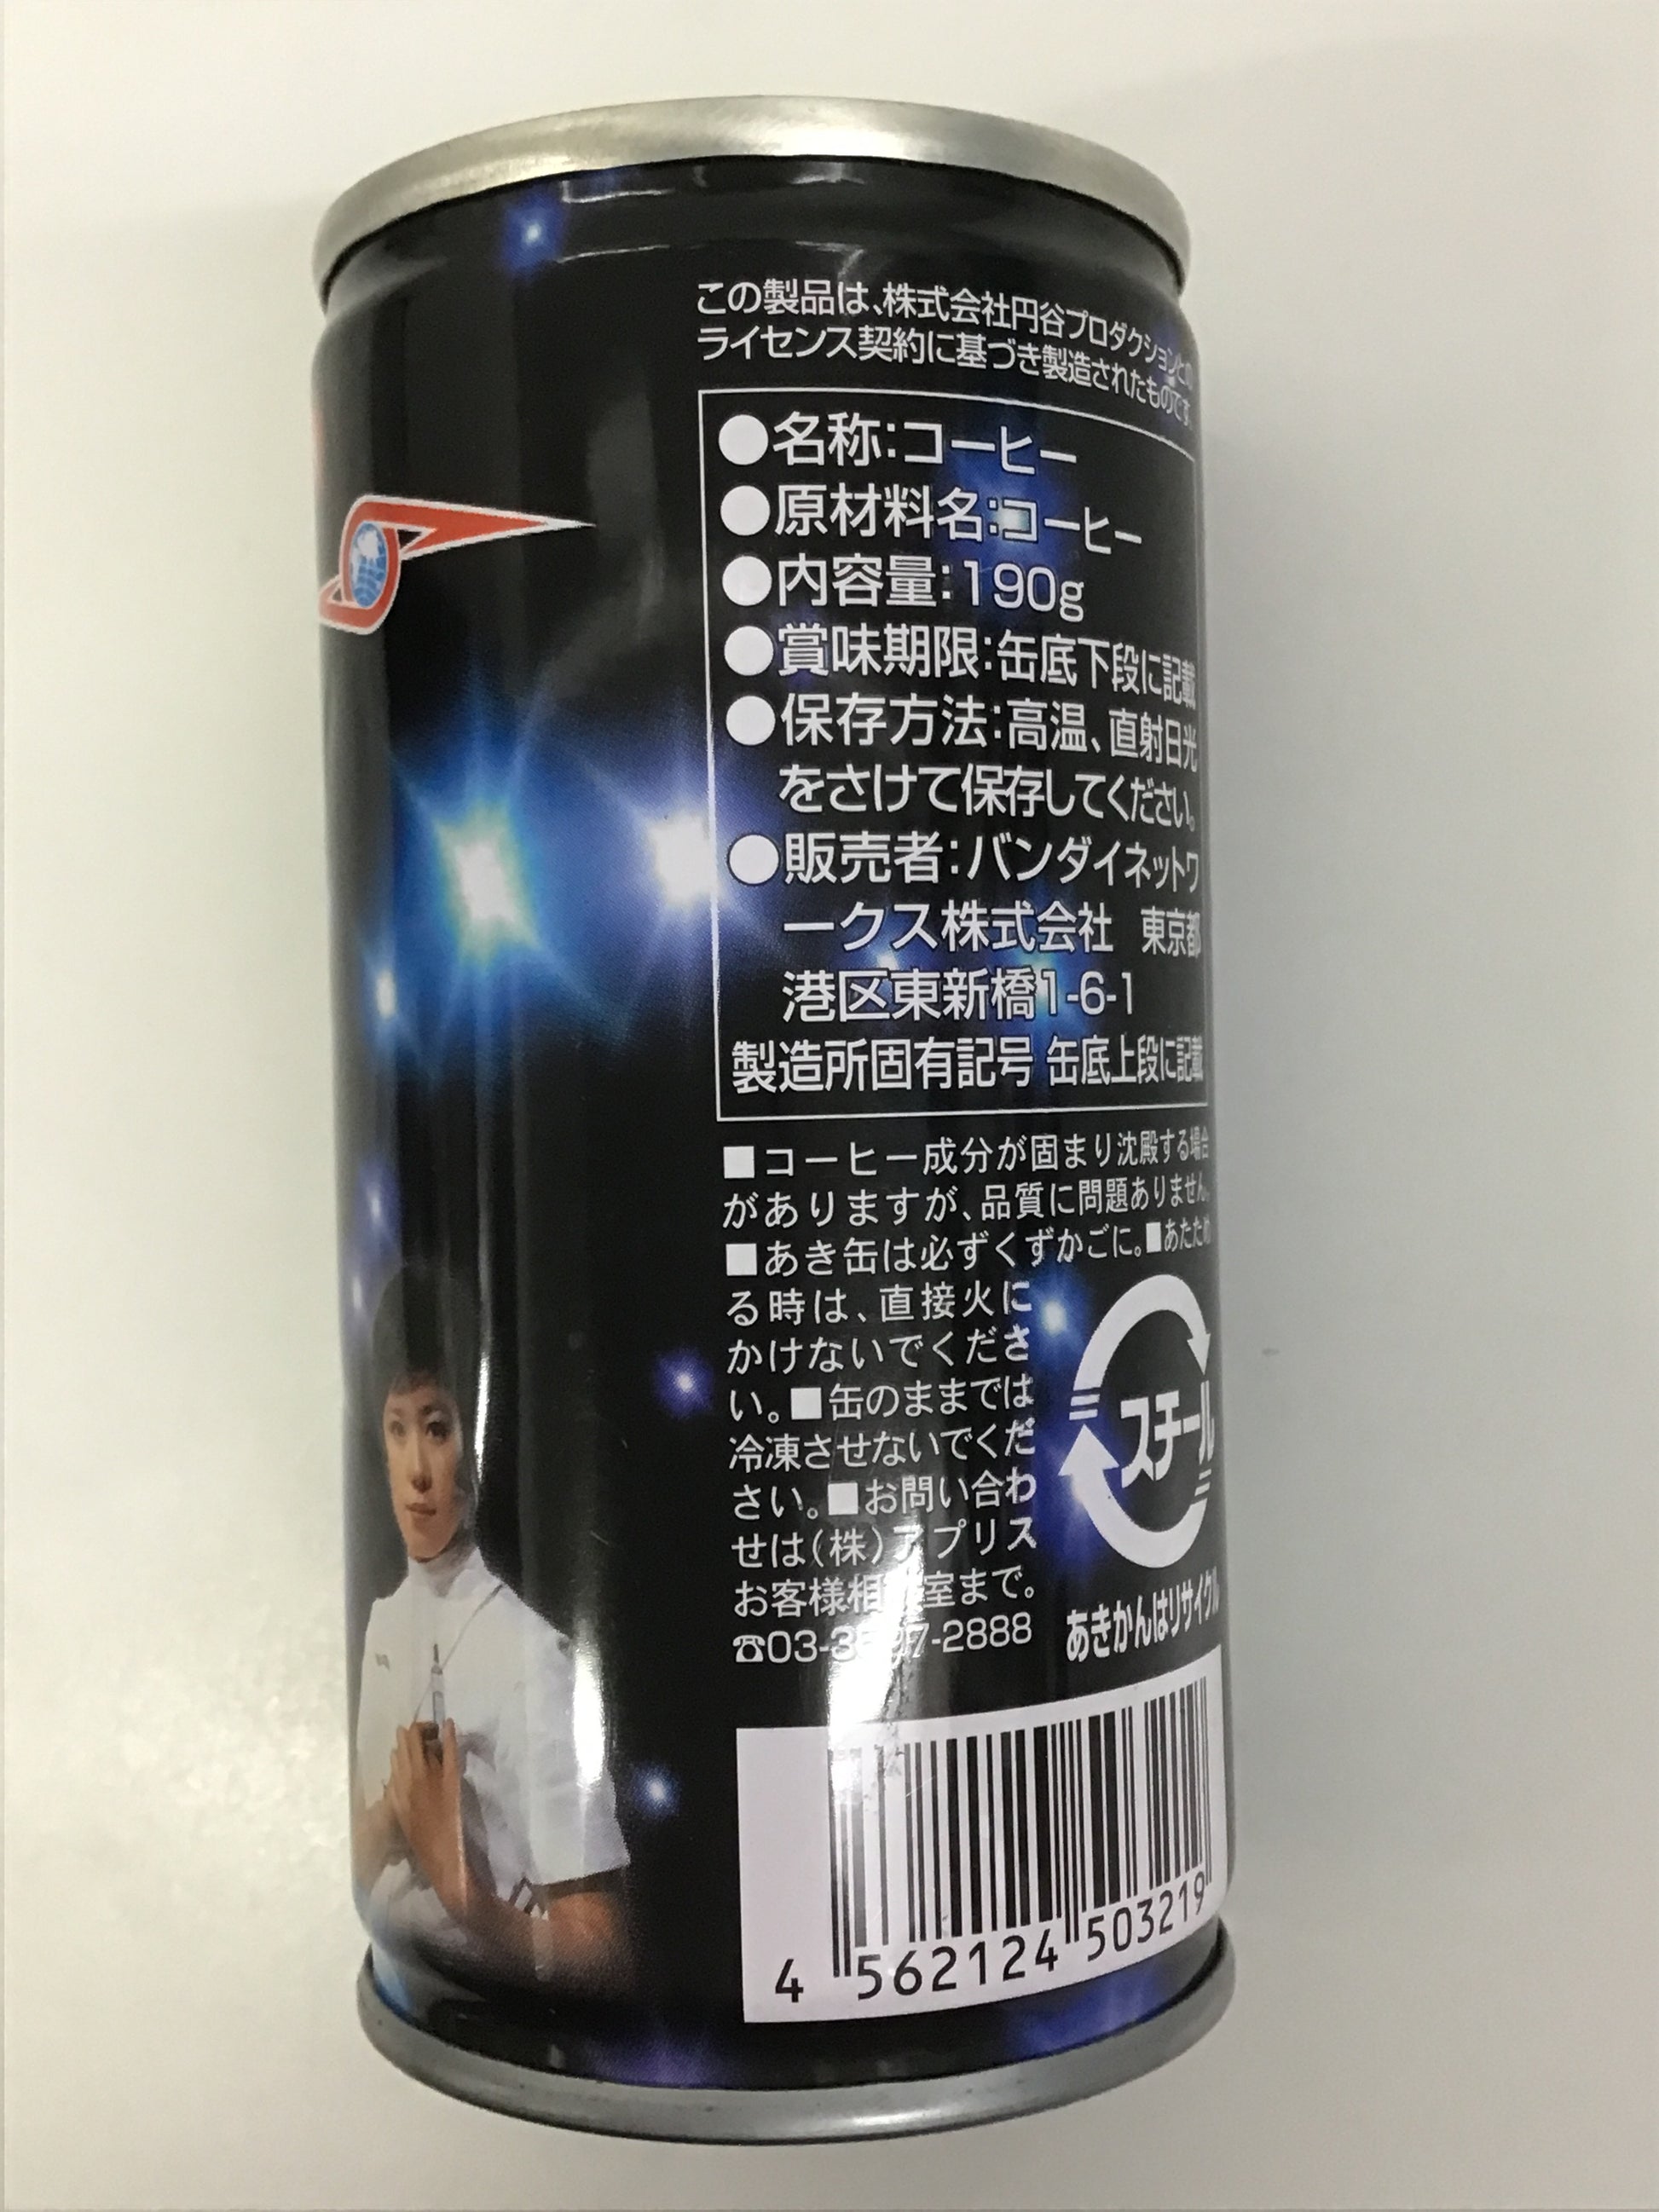 この製品は、株式会社円谷プロダクションとの
ライセンス契約に基づき製造されたものです。
●名称:コーヒー
●原材料名:コーヒー
●内容量:190g
●賞味期限:缶底下段に記載
●保存方法:高温、直射日光
をさけて保存してください。
●販売者:バンダイネットワ
ークス株式会社 東京都
港区東新橋1-6-1
製造所固有記号 缶底上段に記載
■コーヒー成分が固まり沈殿する場合
がありますが、品質に問題ありません。
■あき缶は必ずくずかごに。■あたため
る時は、直接火に
かけないでくださ
い。■缶のままでは
冷凍させないでくだ
さい。■お問い合わ
せは(株)アプリス
お客様相 室まで。
☎03- -2888
スチール
あきかんはリサイクル
4 562124 503219